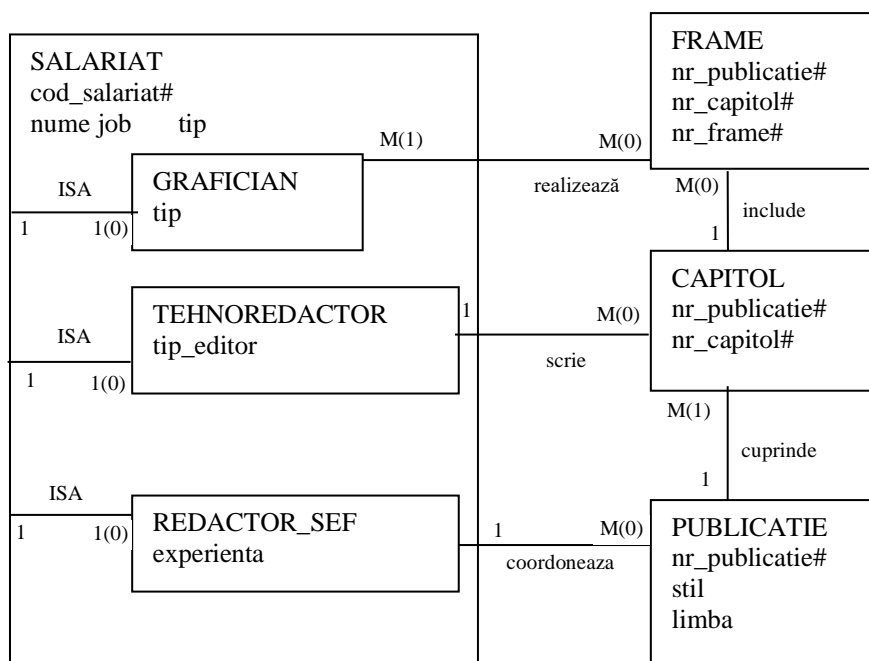 SALARIAT
cod_salariat#
nume job tip
ISA
1 1(0)
GRAFICIAN
tip
M(1) M(0)
realizează
FRAME
nr_publicatie#
nr_capitol#
nr_frame#
M(0)
include
1
ISA
1 1(0)
TEHNOREDACTOR
tip_editor
1 M(0)
scrie
CAPITOL
nr_publicatie#
nr_capitol#
M(1)
cuprinde
1
ISA
1 1(0)
REDACTOR_SEF
experienta
1 M(0)
coordoneaza
PUBLICATIE
nr_publicatie#
stil
limba